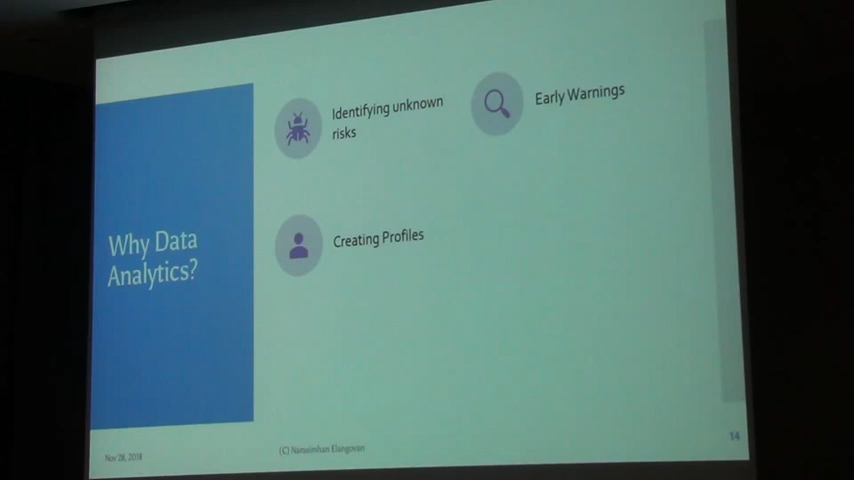 Why Data
Analytics?
Identifying unknown
risks
Early Warnings
Creating Profiles
Nov 28, 2018
(C) Narasimhan Elangovan
14